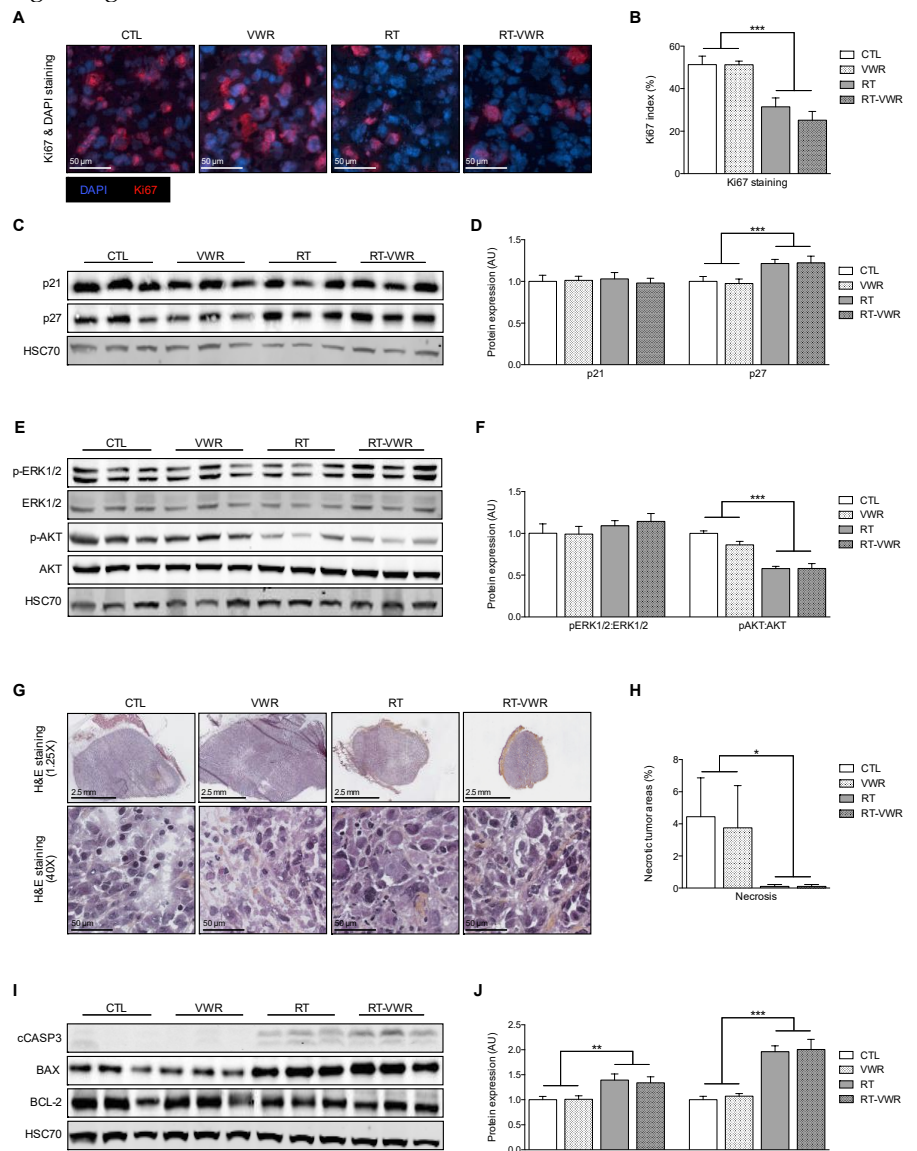 A
CTL VWR RT RT-VWR
Ki67 & DAPI staining
50 µm 50 µm 50 µm 50 µm
DAPI Ki67
B
***
Ki67 index (%)
60
40
20
0
Ki67 staining
CTL
VWR
RT
RT-VWR
C
CTL VWR RT RT-VWR
p21
p27
HSC70
D
***
Protein expression (AU)
1.5
1.0
0.5
0.0
p21 p27
CTL
VWR
RT
RT-VWR
E
CTL VWR RT RT-VWR
p-ERK1/2
ERK1/2
p-AKT
AKT
HSC70
F
***
Protein expression (AU)
1.5
1.0
0.5
0.0
pERK1/2:ERK1/2 pAKT:AKT
CTL
VWR
RT
RT-VWR
G
CTL VWR RT RT-VWR
H&E staining
(1.25X)
2.5 mm 2.5 mm 2.5 mm 2.5 mm
H&E staining
(40X)
50 µm 50 µm 50 µm 50 µm
H
*
Necrotic tumor areas (%)
8
6
4
2
0
Necrosis
CTL
VWR
RT
RT-VWR
I
CTL VWR RT RT-VWR
cCASP3
BAX
BCL-2
HSC70
J
** ***
Protein expression (AU)
2.5
2.0
1.5
1.0
0.5
0.0
CTL
VWR
RT
RT-VWR